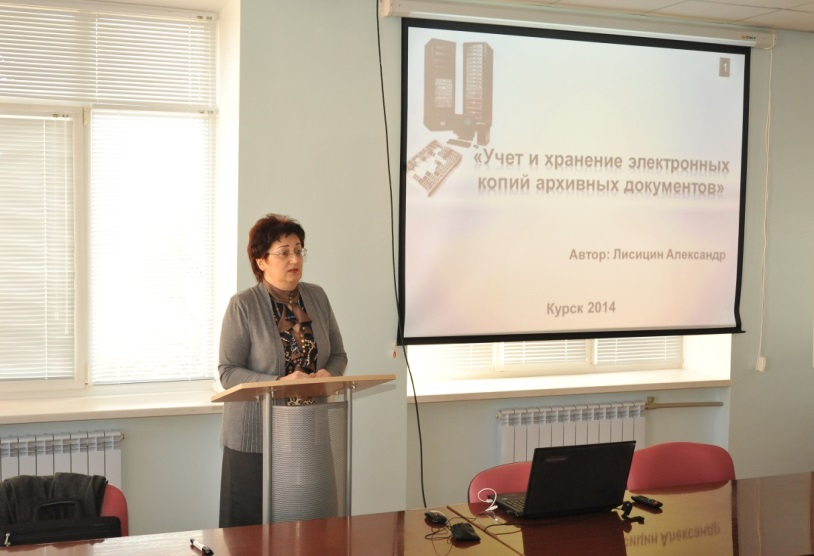 1
«Учет и хранение электронных
копий архивных документов»
Автор: Лисицин Александр
Курск 2014